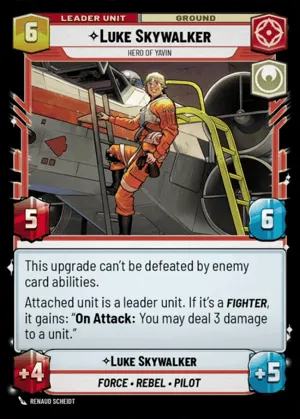 LEADER UNIT GROUND
6 ✧LUKE SKYWALKER
HERO OF YAVIN
5 6
This upgrade can't be defeated by enemy
card abilities.
Attached unit is a leader unit. If it's a FIGHTER,
it gains: "On Attack: You may deal 3 damage
to a unit."
✧LUKE SKYWALKER
+4 +5
FORCE • REBEL • PILOT
RENAUD SCHEIDT